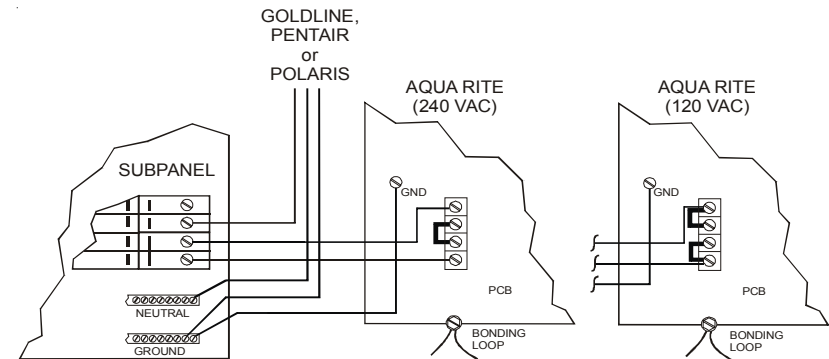 GOLDLINE,
PENTAIR
or
POLARIS
AQUA RITE
(240 VAC)
AQUA RITE
(120 VAC)
SUBPANEL
GND
GND
PCB
PCB
NEUTRAL
GROUND
BONDING
LOOP
BONDING
LOOP